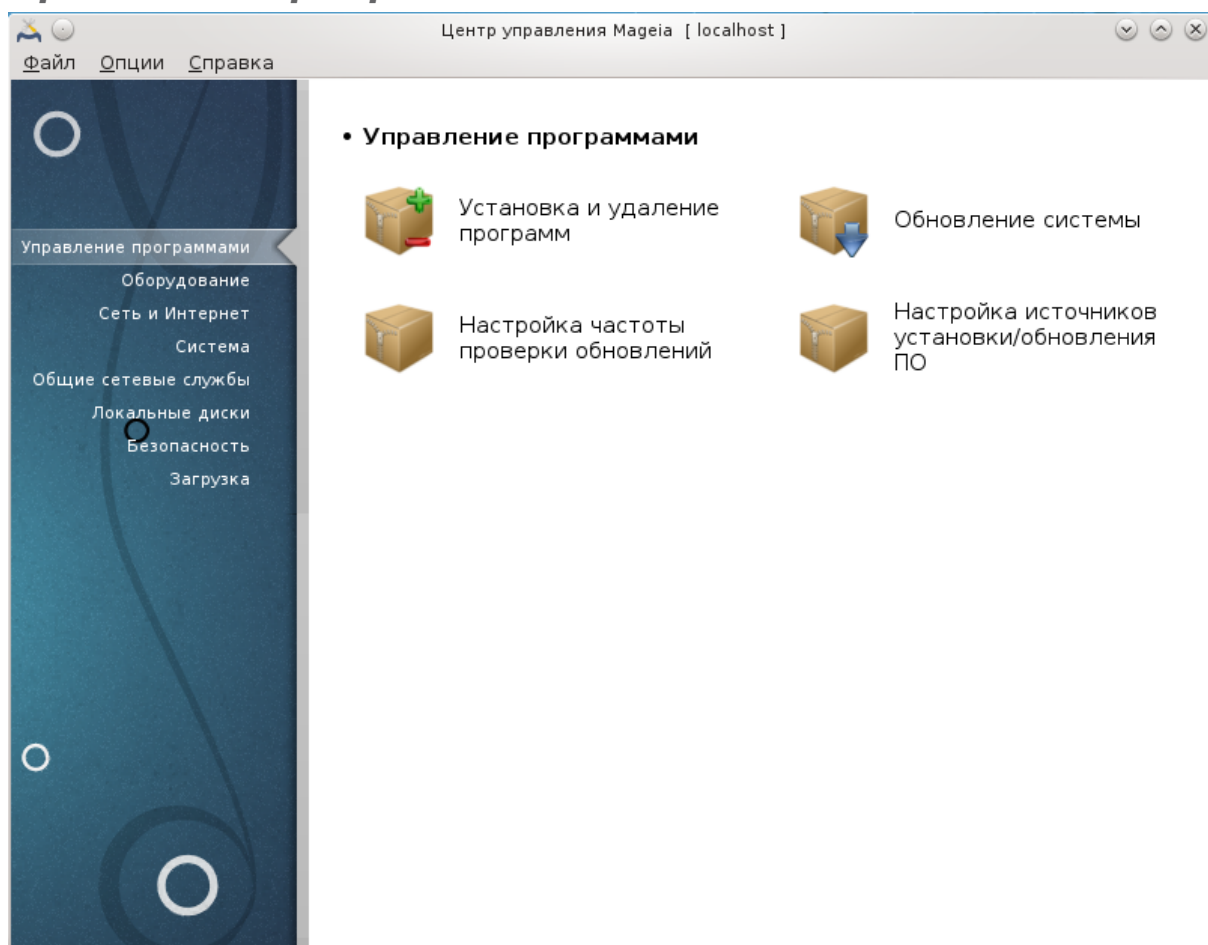 Центр управления Mageia [ localhost ]
Файл Опции Справка
• Управление программами
Установка и удаление
программ
Обновление системы
Настройка частоты
проверки обновлений
Настройка источников
установки/обновления
ПО
Управление программами
Оборудование
Сеть и Интернет
Система
Общие сетевые службы
Локальные диски
Безопасность
Загрузка